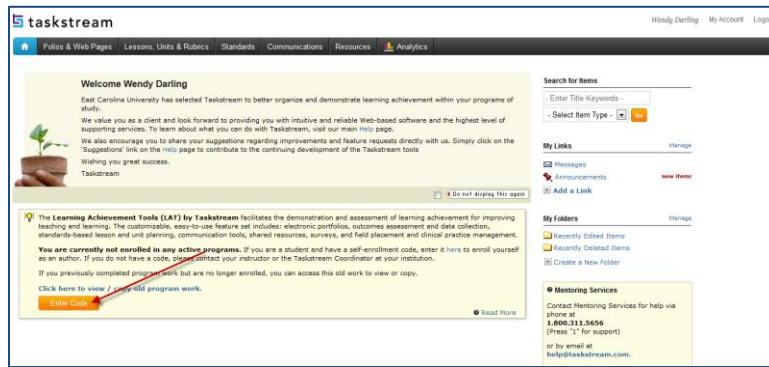 taskstream
Wendy Darling My Account Logo
Folios & Web Pages Lessons, Units & Rubrics Standards Communications Resources Analytics
Welcome Wendy Darling
East Carolina University has selected Taskstream to better organize and demonstrate learning achievement within your programs of
study.
We value you as a client and look forward to providing you with intuitive and reliable Web-based software and the highest level of
supporting services. To learn about what you can do with Taskstream, visit our main Help page.
We also encourage you to share your suggestions regarding improvements and feature requests directly with us. Simply click on the
'Suggestions' link on the Help page to contribute to the continuing development of the Taskstream tools
Wishing you great success.
Taskstream
Do not display this again
The Learning Achievement Tools (LAT) by Taskstream facilitates the demonstration and assessment of learning achievement for improving
teaching and learning. The customizable, easy-to-use feature set includes: electronic portfolios, outcomes assessment and data collection,
standards-based lesson and unit planning, communication tools, shared resources, surveys, and field placement and clinical practice management.
You are currently not enrolled in any active programs. If you are a student and have a self-enrollment code, enter it here to enroll yourself
as an author. If you do not have a code, please contact your instructor or the Taskstream Coordinator at your institution.
If you previously completed program work but are no longer enrolled, you can access this old work to view or copy.
Click here to view / copy old program work.
Enter Code
Read More
Search for Items
- Enter Title Keywords -
- Select Item Type - Go
My Links Manage
Messages
Announcements new items
Add a Link
My Folders Manage
Recently Edited Items
Recently Deleted Items
Create a New Folder
Mentoring Services
Contact Mentoring Services for help via
phone at
1.800.311.5656
(Press "1" for support)
or by email at
help@taskstream.com.